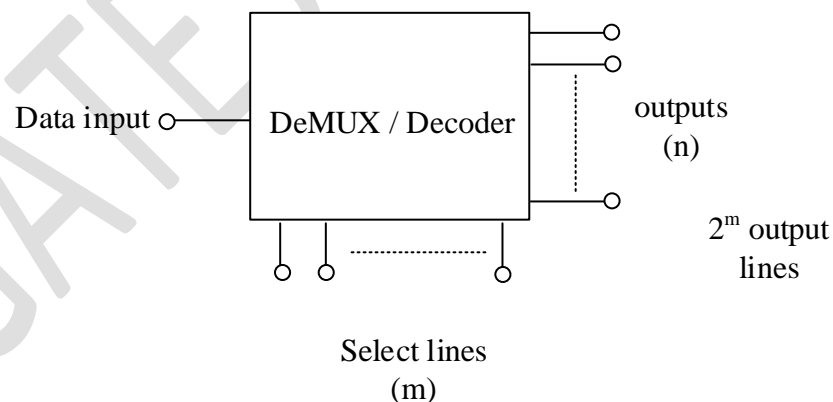 Data input
DeMUX / Decoder
outputs
(n)
2^m output
lines
Select lines
(m)